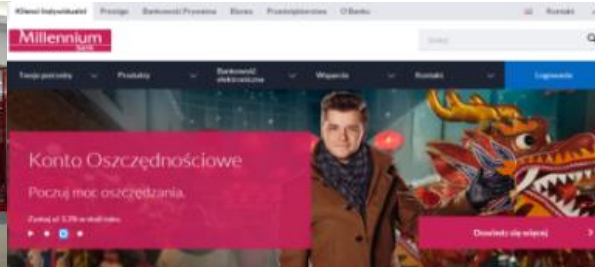 Klienci Indywidualni Prestige Bankowość Prywatna Biznes Przedsiębiorstwa O Banku Kontakt
Millennium
bank
Szukaj
Twoje potrzeby Produkty Bankowość elektroniczna Wsparcie Kontakt Logowanie
Konto Oszczędnościowe
Poczuj moc oszczędzania.
Dowiedz się więcej